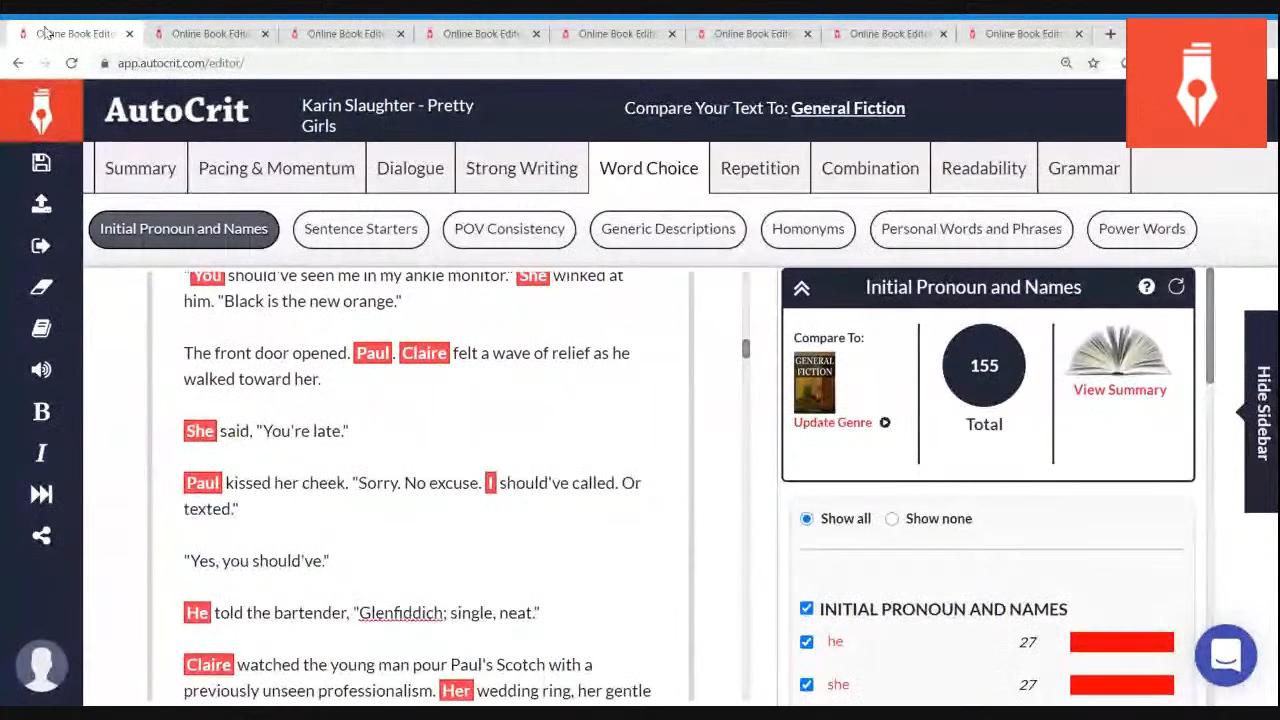 Online Book Edito
Online Book Edito
Online Book Edito
Online Book Edito
Online Book Edito
Online Book Edito
Online Book Edito
Online Book Edito
app.autocrit.com/editor/
AutoCrit
Karin Slaughter - Pretty
Girls
Compare Your Text To: General Fiction
Summary
Pacing & Momentum
Dialogue
Strong Writing
Word Choice
Repetition
Combination
Readability
Grammar
Initial Pronoun and Names
Sentence Starters
POV Consistency
Generic Descriptions
Homonyms
Personal Words and Phrases
Power Words
"You should've seen me in my ankle monitor." She winked at
him. "Black is the new orange."
The front door opened. Paul. Claire felt a wave of relief as he
walked toward her.
She said, "You're late."
Paul kissed her cheek. "Sorry. No excuse. I should've called. Or
texted."
"Yes, you should've."
He told the bartender, "Glenfiddich; single, neat."
Claire watched the young man pour Paul's Scotch with a
previously unseen professionalism. Her wedding ring, her gentle
B
I
Initial Pronoun and Names
?
Compare To:
GENERAL
FICTION
Update Genre
155
Total
View Summary
Show all
Show none
INITIAL PRONOUN AND NAMES
he 27
she 27
Hide Sidebar